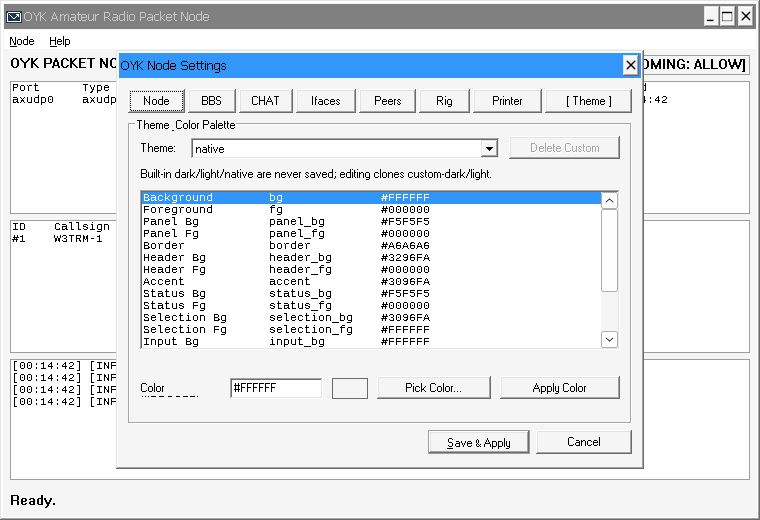 OYK Amateur Radio Packet Node
Node Help
OYK PACKET NO
OMING: ALLOW]
OYK Node Settings
Port Type
axudp0 axudp
4:42
Node BBS CHAT Ifaces Peers Rig Printer [ Theme ]
Theme Color Palette
Theme: native Delete Custom
Built-in dark/light/native are never saved; editing clones custom-dark/light.
Background bg #FFFFFF
Foreground fg #000000
Panel Bg panel_bg #F5F5F5
Panel Fg panel_fg #000000
Border border #A6A6A6
Header Bg header_bg #3296FA
Header Fg header_fg #000000
Accent accent #3096FA
Status Bg status_bg #F5F5F5
Status Fg status_fg #000000
Selection Bg selection_bg #3096FA
Selection Fg selection_fg #FFFFFF
Input Bg input_bg #FFFFFF
ID Callsign
#1 W3TRM-1
[00:14:42] [INF
[00:14:42] [INF
[00:14:42] [INF
[00:14:42] [INF
Color #FFFFFF Pick Color... Apply Color
Save & Apply Cancel
Ready.